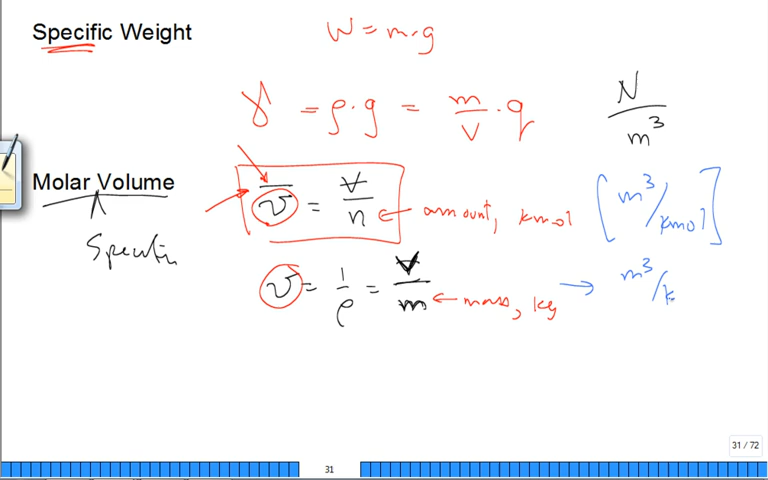 Specific Weight W = m·g
γ = ρ·g = m/V · g N/m³
Molar Volume v̄ = V/n ← amount, kmol [m³/kmol]
Specific
v = 1/ρ = V/m ← mass, kg → m³/k
31 / 72
31